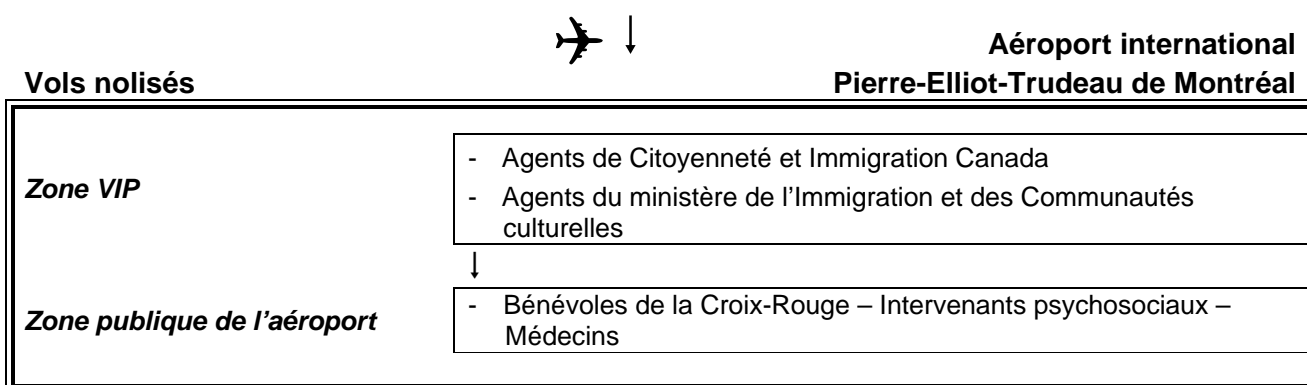 Aéroport international
Vols nolisés Pierre-Elliot-Trudeau de Montréal
Zone VIP
- Agents de Citoyenneté et Immigration Canada
- Agents du ministère de l'Immigration et des Communautés
culturelles
Zone publique de l'aéroport
- Bénévoles de la Croix-Rouge – Intervenants psychosociaux –
Médecins